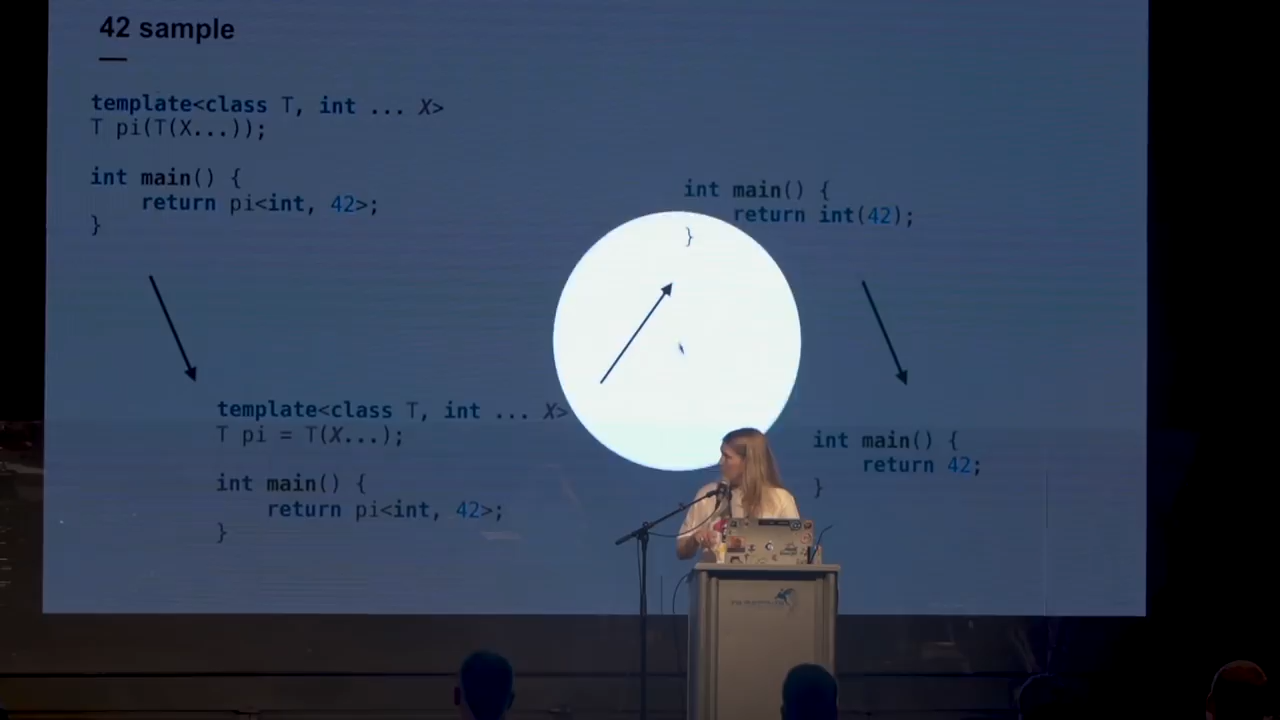 42 sample
template<class T, int ... X>
T pi(T(X...));
int main() {
return pi<int, 42>;
}
template<class T, int ... X>
T pi = T(X...);
int main() {
return pi<int, 42>;
}
int main() {
return int(42);
}
int main() {
return 42;
}